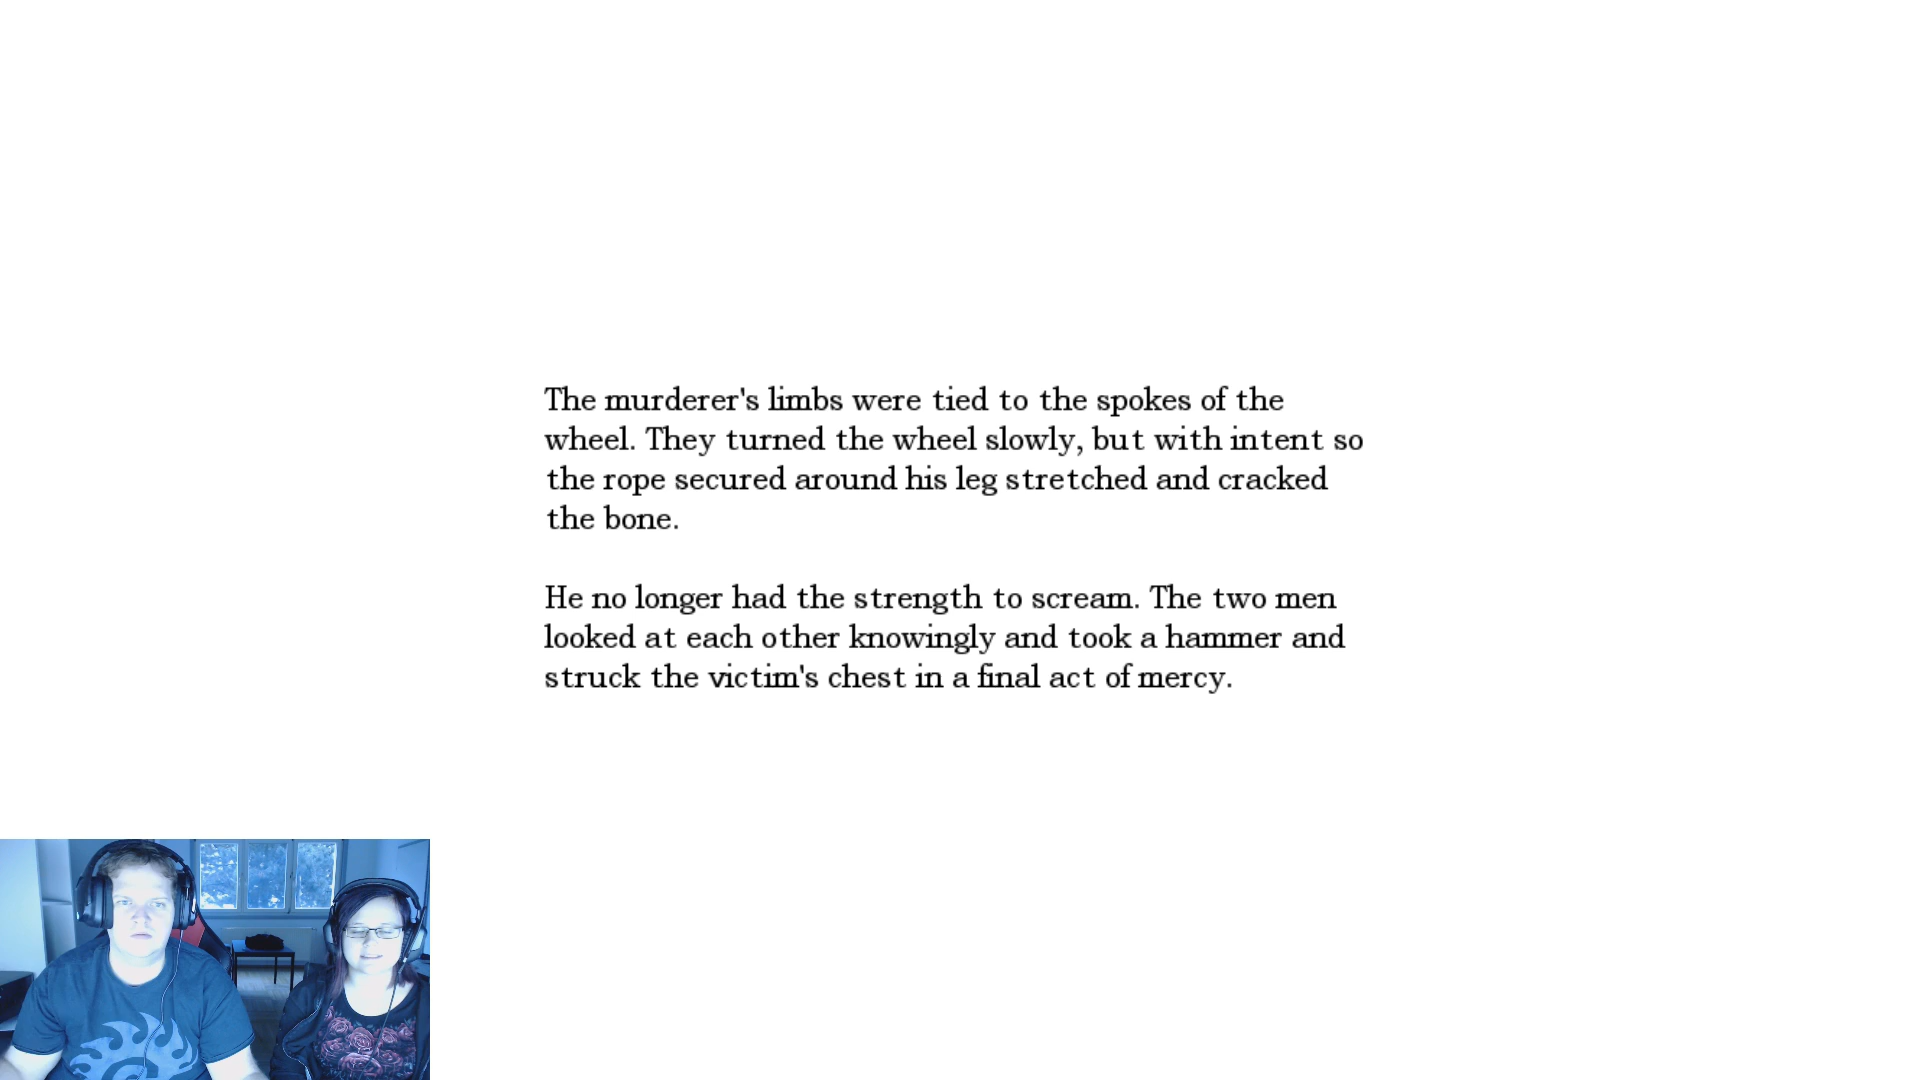 The murderer's limbs were tied to the spokes of the
wheel. They turned the wheel slowly, but with intent so
the rope secured around his leg stretched and cracked
the bone.
He no longer had the strength to scream. The two men
looked at each other knowingly and took a hammer and
struck the victim's chest in a final act of mercy.